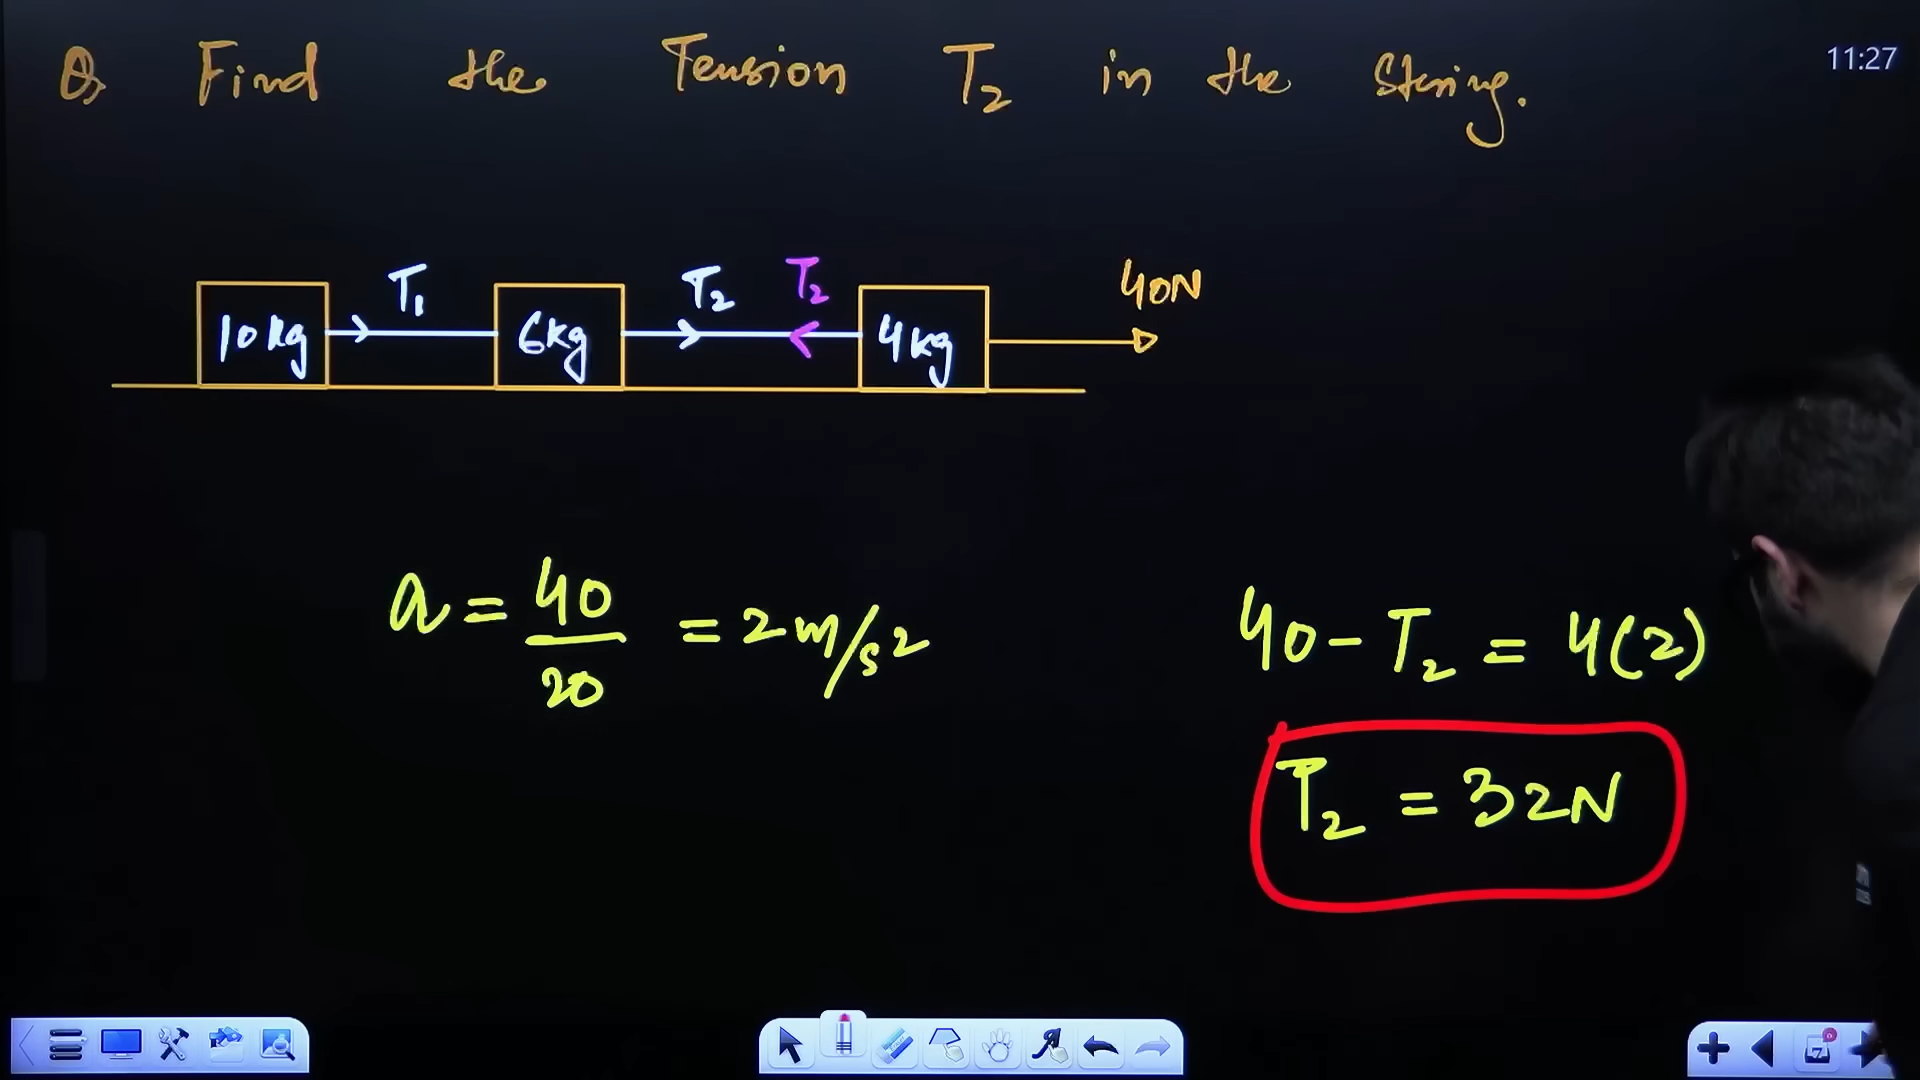 Q Find the Tension T₂ in the string.
11:27
T₁ T₂ T₂ 40N
10kg 6kg 4kg
a = 40/20 = 2m/s²
40 - T₂ = 4(2)
T₂ = 32N